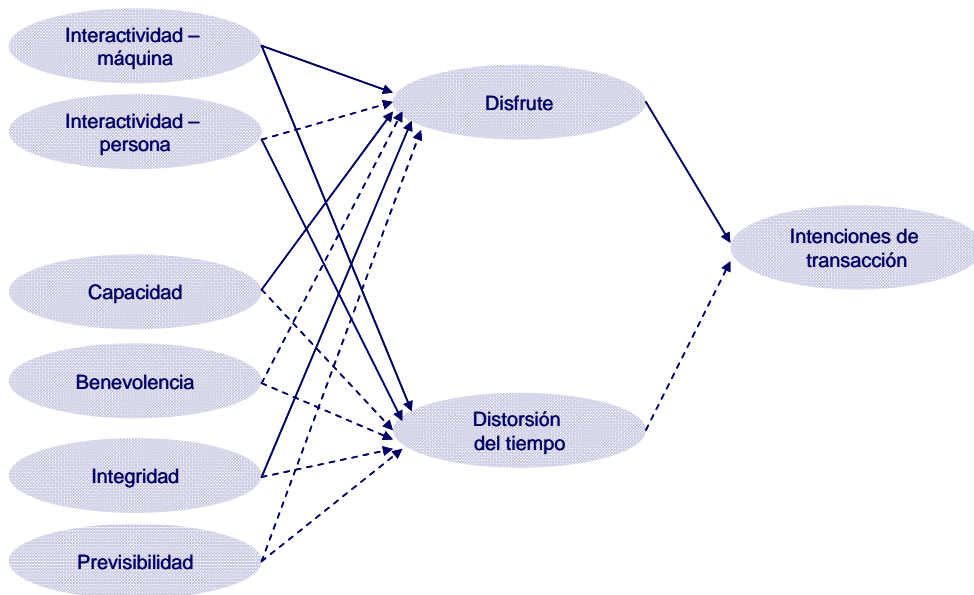 Interactividad –
máquina
Interactividad –
persona
Capacidad
Benevolencia
Integridad
Previsibilidad
Disfrute
Distorsión
del tiempo
Intenciones de
transacción